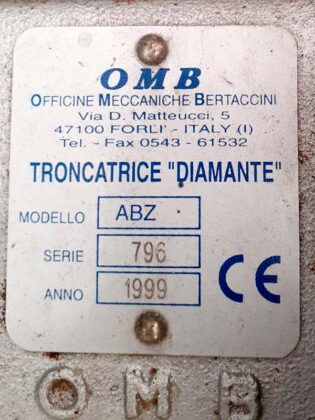 OMB
OFFICINE MECCANICHE BERTACCINI
Via D. Matteucci, 5
47100 FORLI' - ITALY (I)
Tel. - Fax 0543 - 61532
TRONCATRICE "DIAMANTE"
MODELLO ABZ
SERIE 796
ANNO 1999
CE
OMB